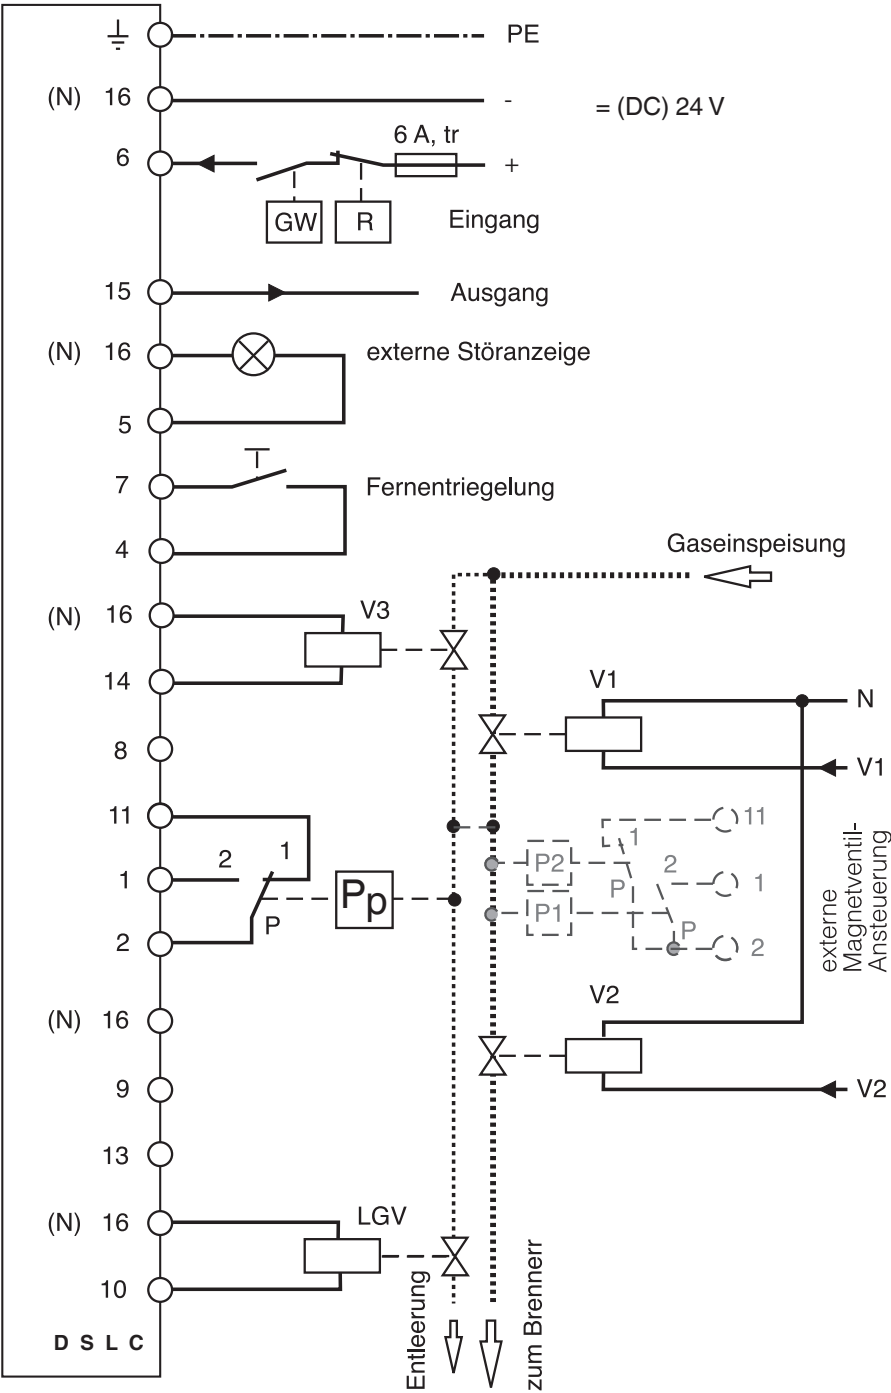 PE
(N) 16
-
= (DC) 24 V
6 A, tr
6
+
GW
R
Eingang
15
Ausgang
(N) 16
externe Störanzeige
5
7
Fernentriegelung
4
Gaseinspeisung
(N) 16
V3
14
V1
N
8
V1
11
11
1
2
1
P2
2
1
1
Pp
P
P
P1
P
2
2
externe
Magnetventil-
Ansteuerung
V2
(N) 16
9
V2
13
(N) 16
LGV
10
Entleerung
zum Brennerr
D S L C